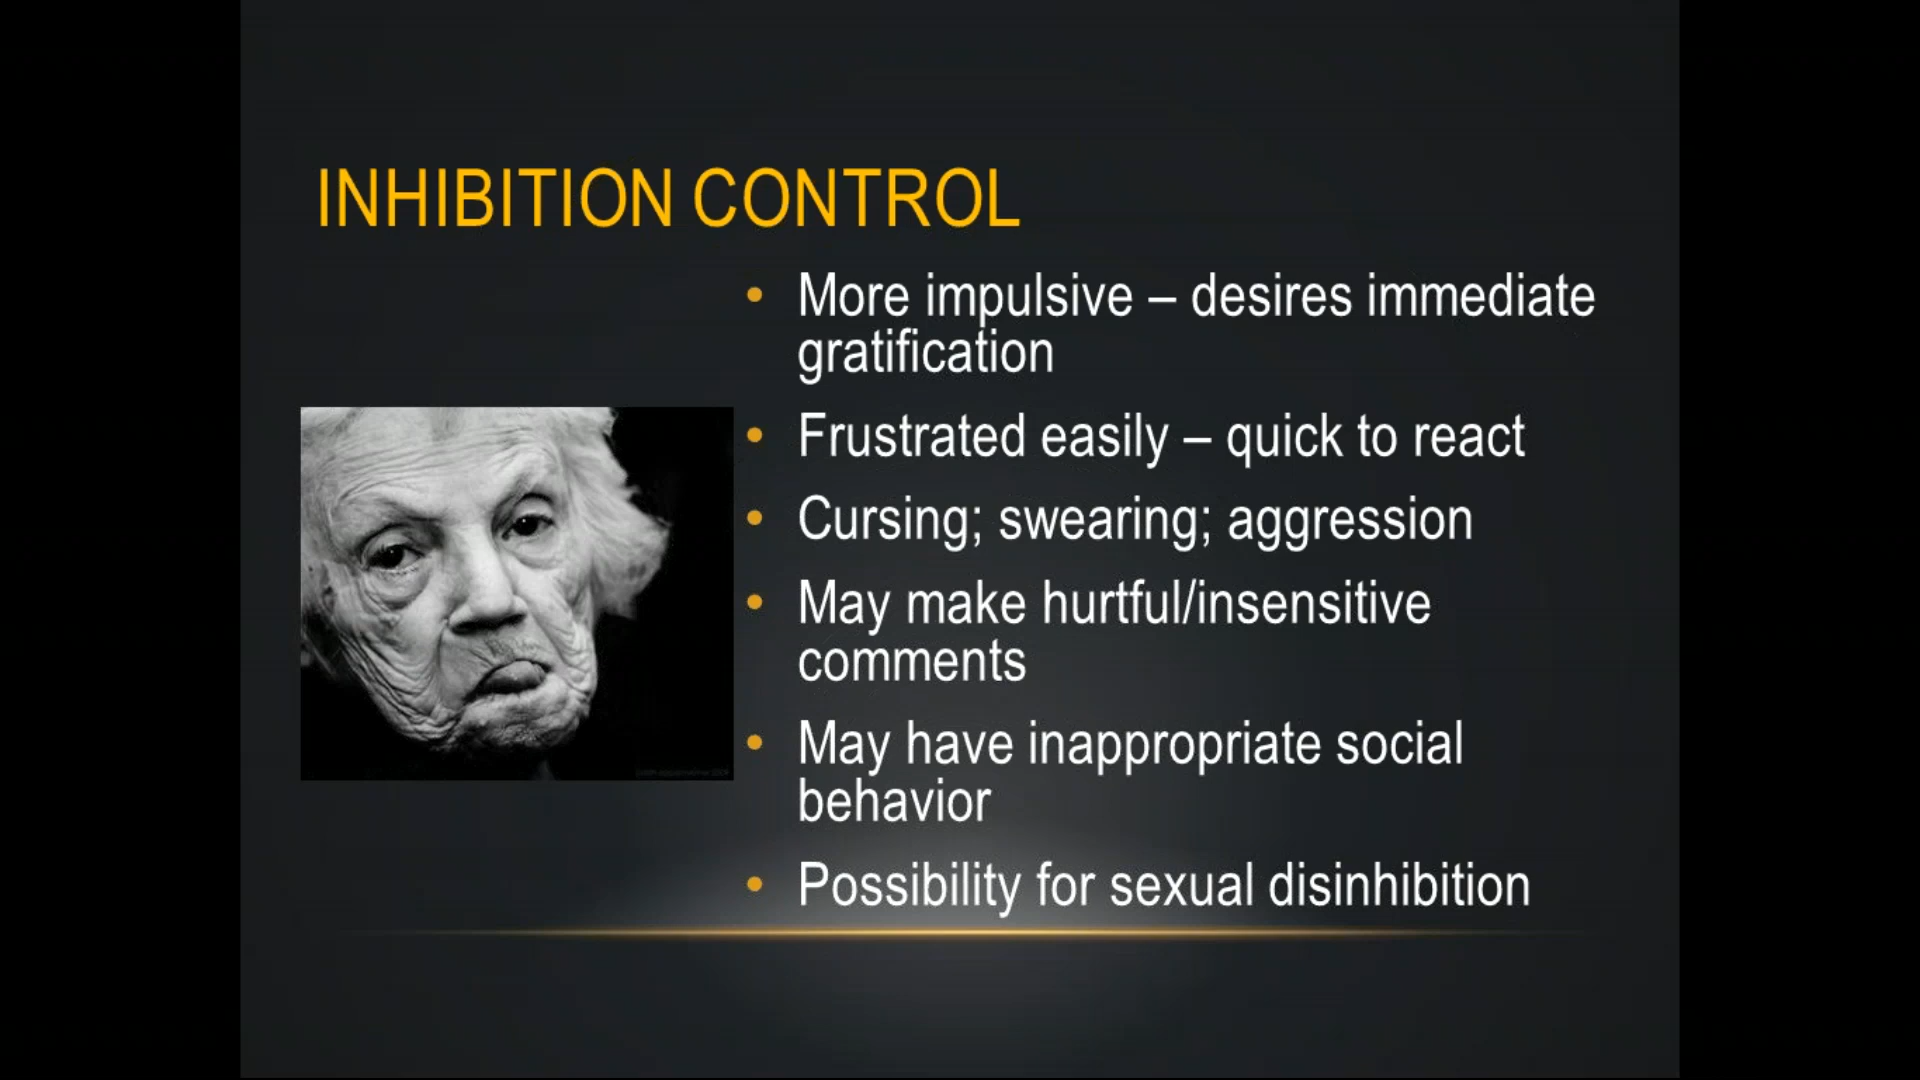 INHIBITION CONTROL
• More impulsive – desires immediate
gratification
• Frustrated easily – quick to react
• Cursing; swearing; aggression
• May make hurtful/insensitive
comments
• May have inappropriate social
behavior
• Possibility for sexual disinhibition